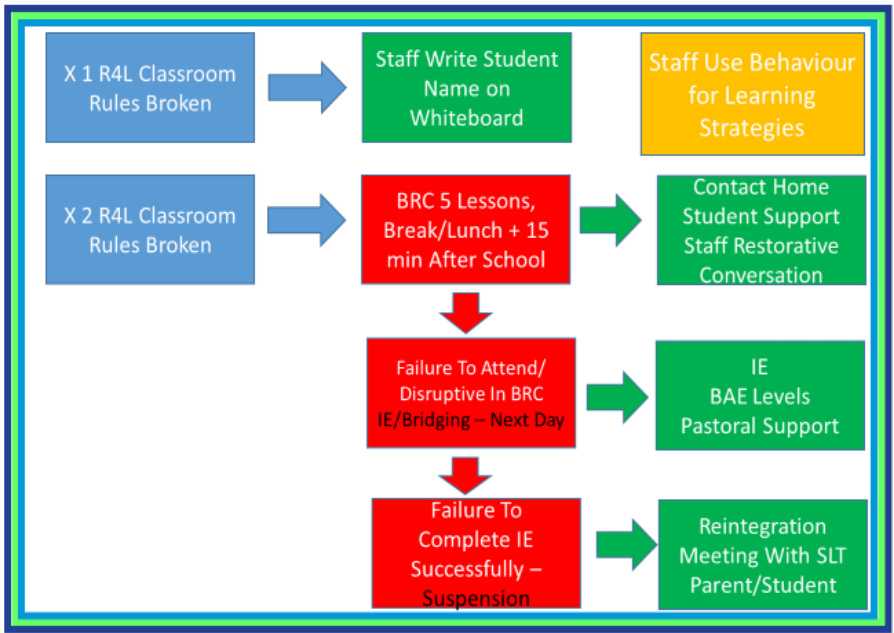 X 1 R4L Classroom
Rules Broken
Staff Write Student
Name on
Whiteboard
Staff Use Behaviour
for Learning
Strategies
X 2 R4L Classroom
Rules Broken
BRC 5 Lessons,
Break/Lunch + 15
min After School
Contact Home
Student Support
Staff Restorative
Conversation
Failure To Attend/
Disruptive In BRC
IE/Bridging – Next Day
IE
BAE Levels
Pastoral Support
Failure To
Complete IE
Successfully –
Suspension
Reintegration
Meeting With SLT
Parent/Student